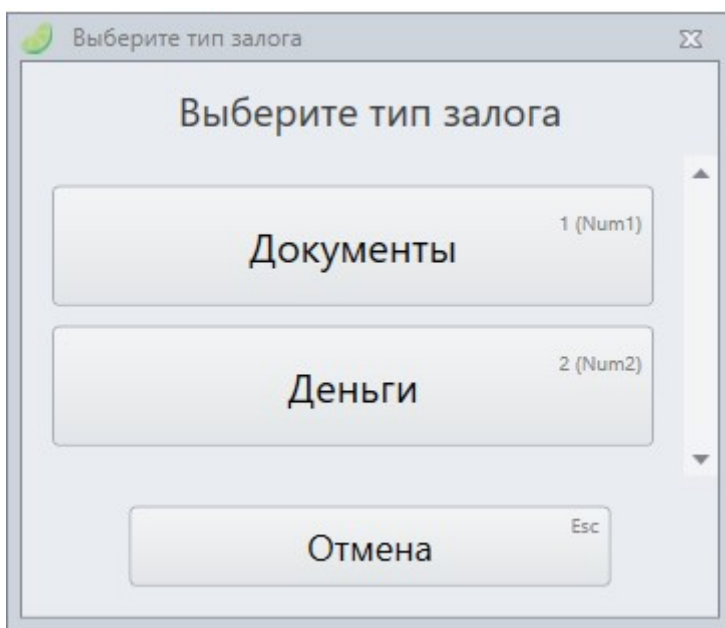 Выберите тип залога
Выберите тип залога
1 (Num1)
Документы
2 (Num2)
Деньги
Esc
Отмена